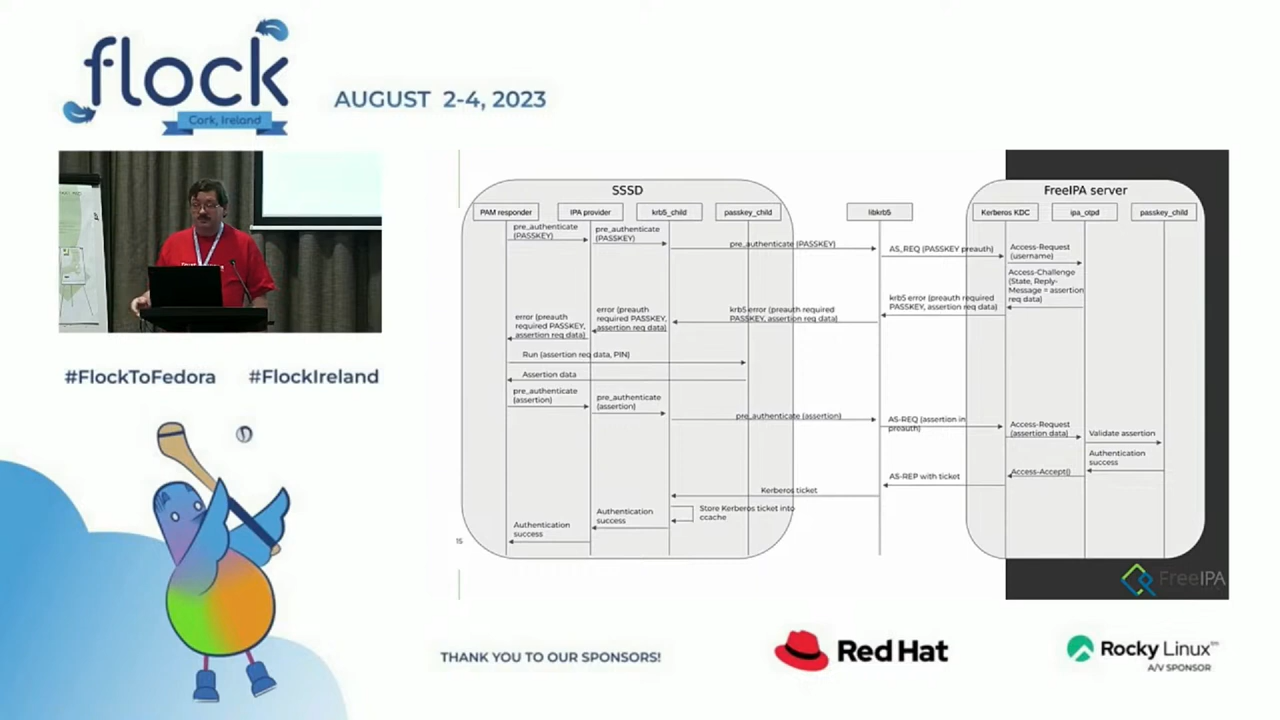 flock
Cork, Ireland
AUGUST 2-4, 2023
#FlockToFedora #FlockIreland
SSSD
FreeIPA server
PAM responder
IPA provider
krb5_child
passkey_child
libkrb5
Kerberos KDC
ipa_otpd
passkey_child
pre_authenticate
(PASSKEY)
pre_authenticate
(PASSKEY)
pre_authenticate (PASSKEY)
AS_REQ (PASSKEY preauth)
Access-Request
(username)
Access-Challenge
(State, Reply-
Message = assertion
req data)
krb5 error (preauth required
PASSKEY, assertion req data)
krb5 error (preauth required
PASSKEY, assertion req data)
error (preauth
required PASSKEY,
assertion req data)
error (preauth
required PASSKEY,
assertion req data)
Run (assertion req data, PIN)
Assertion data
pre_authenticate
(assertion)
pre_authenticate
(assertion)
pre_authenticate (assertion)
AS-REQ (assertion in
preauth)
Access-Request
(assertion data)
Validate assertion
Authentication
success
Access-Accept()
AS-REP with ticket
Kerberos ticket
Store Kerberos ticket into
ccache
Authentication
success
Authentication
success
15
FreeIPA
THANK YOU TO OUR SPONSORS!
Red Hat
Rocky Linux™
A/V SPONSOR